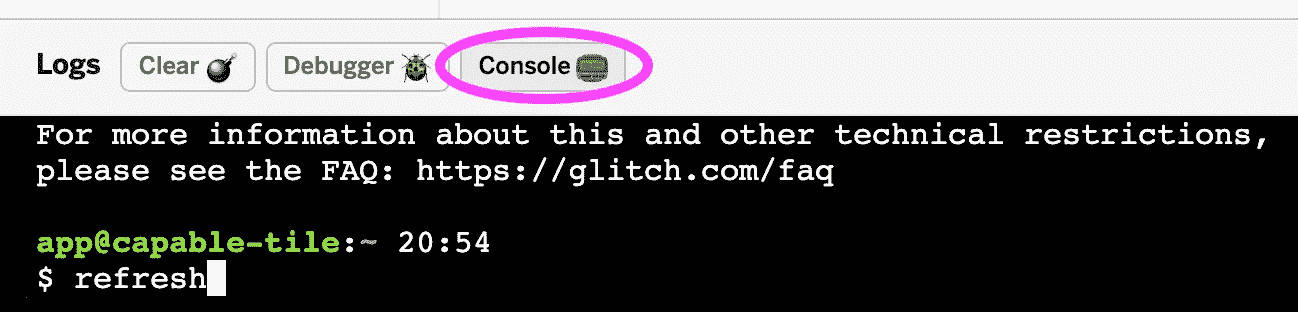 Logs Clear Debugger Console
For more information about this and other technical restrictions,
please see the FAQ: https://glitch.com/faq
app@capable-tile:~ 20:54
$ refresh